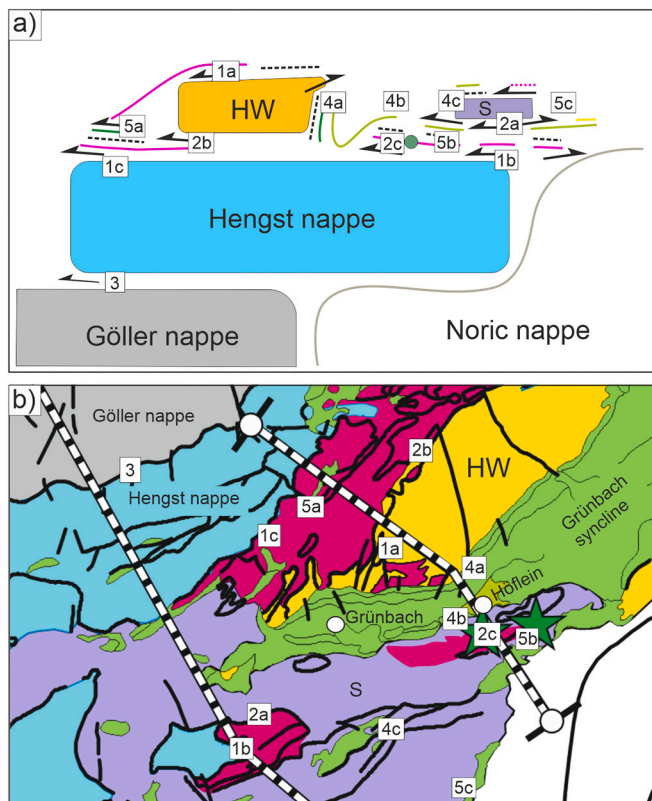 a)
1a
HW
4a
4b
4c
S
5c
5a
2a
2b
2c
5b
1c
1b
Hengst nappe
3
Göller nappe
Noric nappe
b)
Göller nappe
2b
HW
3
Hengst nappe
Grünbach
syncline
5a
1c
1a
4a
Höflein
Grünbach
4b
2c
5b
S
2a
4c
1b
5c